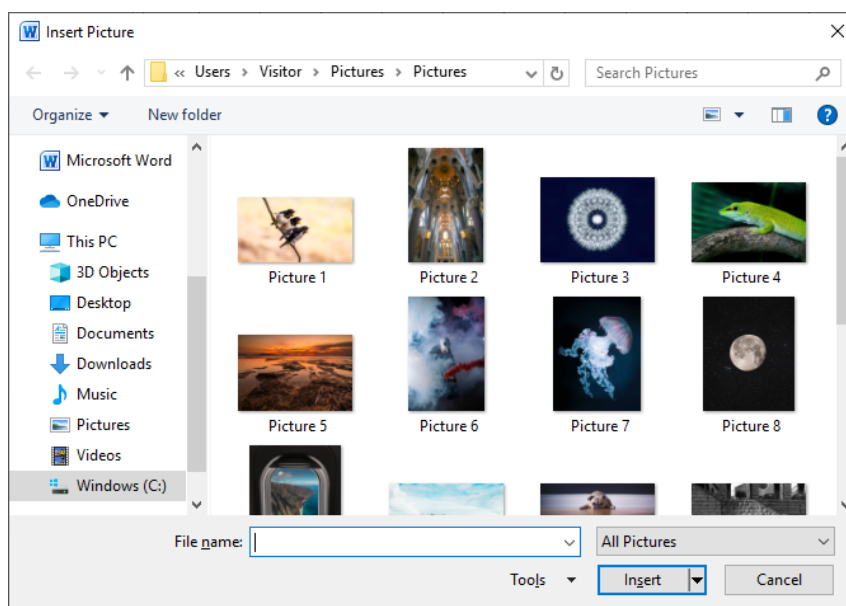 Insert Picture
« Users > Visitor > Pictures > Pictures
Search Pictures
Organize
New folder
Microsoft Word
OneDrive
This PC
3D Objects
Desktop
Documents
Downloads
Music
Pictures
Videos
Windows (C:)
Picture 1
Picture 2
Picture 3
Picture 4
Picture 5
Picture 6
Picture 7
Picture 8
File name:
All Pictures
Tools
Insert
Cancel